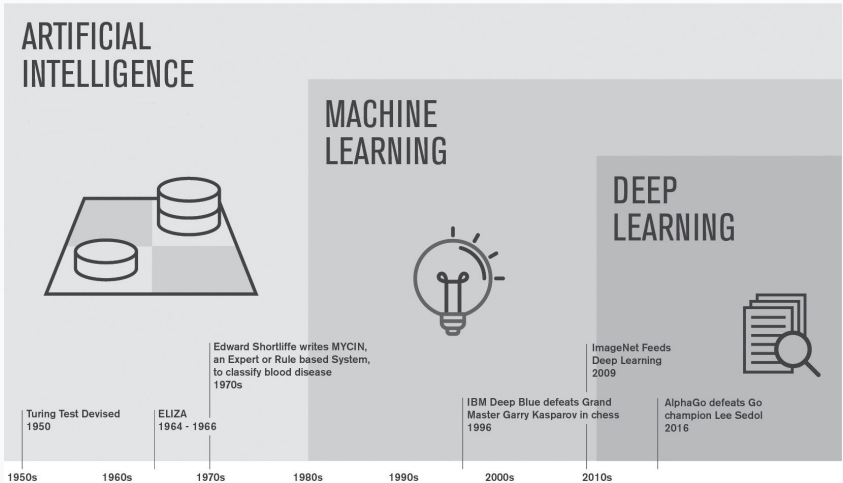 ARTIFICIAL
INTELLIGENCE
MACHINE
LEARNING
DEEP
LEARNING
Edward Shortliffe writes MYCIN,
an Expert or Rule based System,
to classify blood disease
1970s
ImageNet Feeds
Deep Learning
2009
Turing Test Devised
1950
ELIZA
1964 - 1966
IBM Deep Blue defeats Grand
Master Garry Kasparov in chess
1996
AlphaGo defeats Go
champion Lee Sedol
2016
1950s
1960s
1970s
1980s
1990s
2000s
2010s